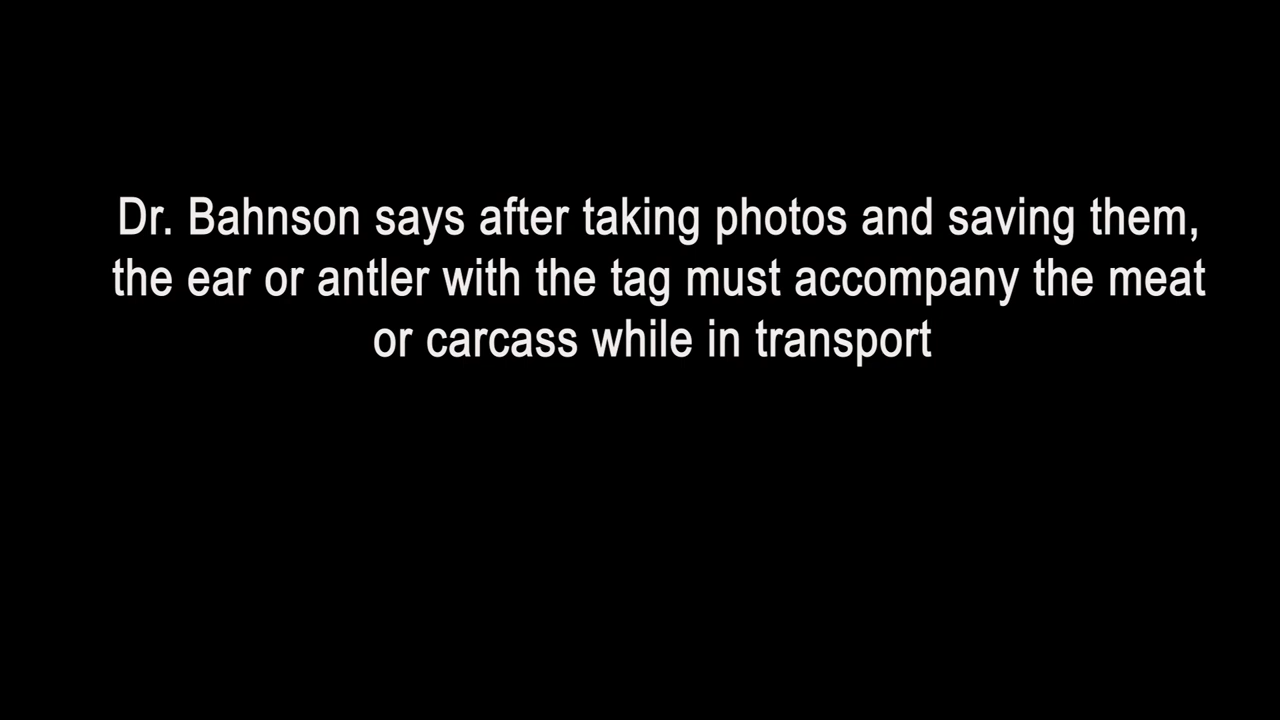 Dr. Bahnson says after taking photos and saving them,
the ear or antler with the tag must accompany the meat
or carcass while in transport